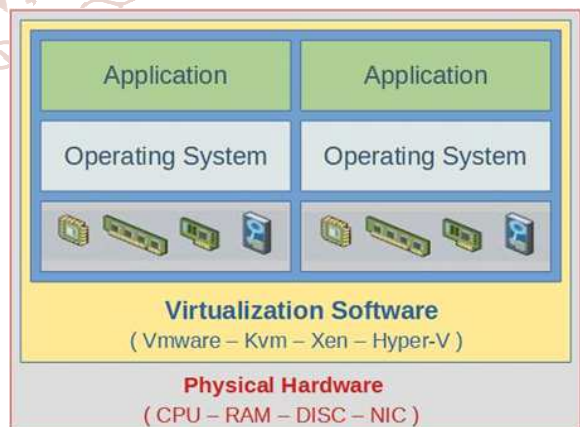 Application
Application
Operating System
Operating System
Virtualization Software
( Vmware – Kvm – Xen – Hyper-V )
Physical Hardware
( CPU – RAM – DISC – NIC )